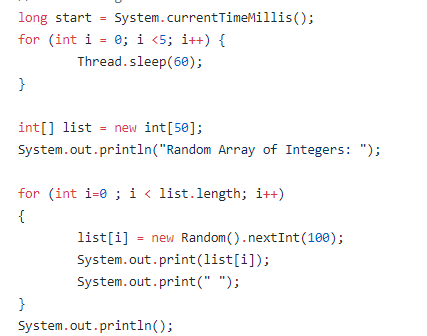 long start = System.currentTimeMillis();
for (int i = 0; i <5; i++) {
        Thread.sleep(60);
}

int[] list = new int[50];
System.out.println("Random Array of Integers: ");

for (int i=0 ; i < list.length; i++)
{
        list[i] = new Random().nextInt(100);
        System.out.print(list[i]);
        System.out.print(" ");
}
System.out.println();